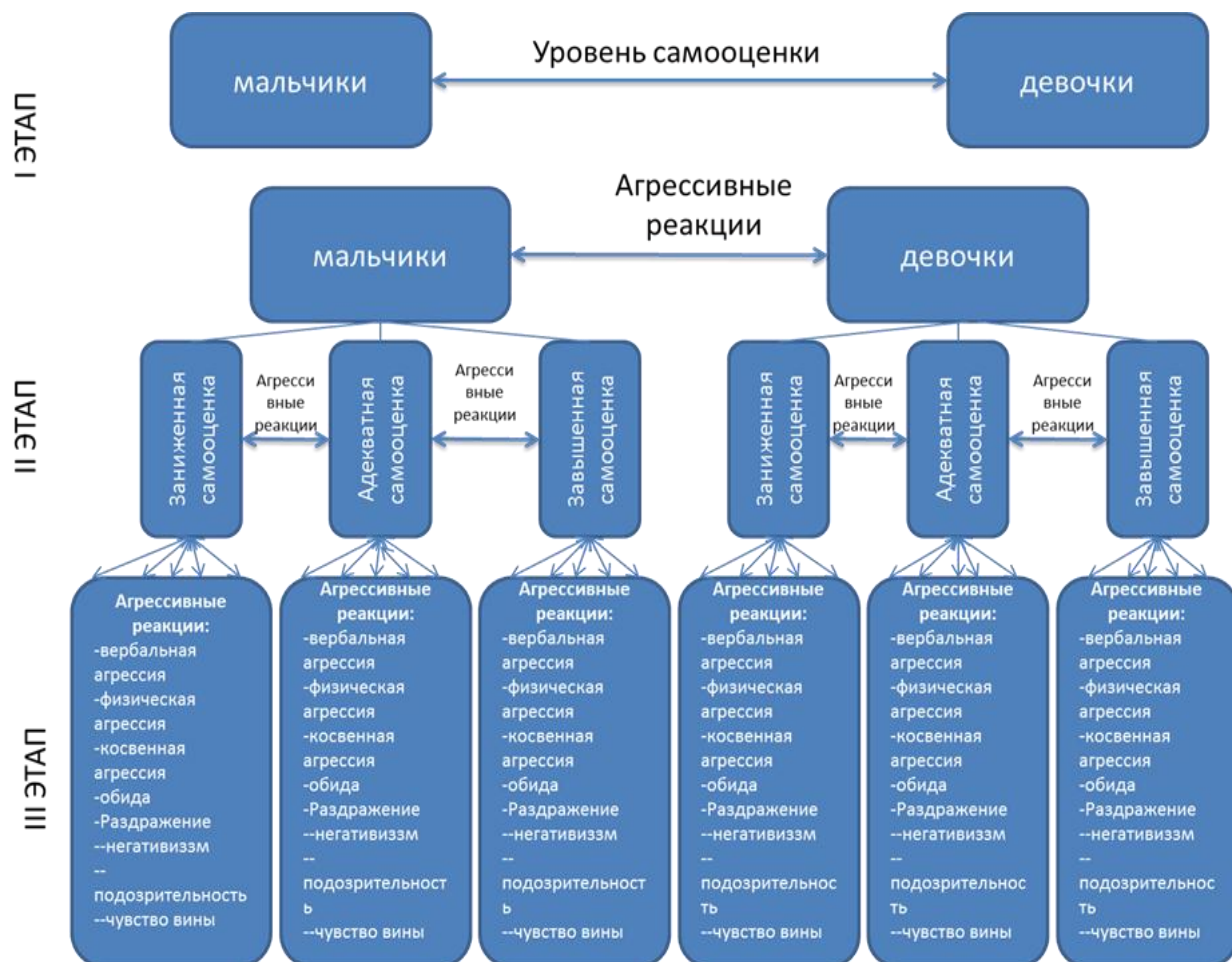 I ЭТАП
мальчики
Уровень самооценки
девочки
Агрессивные
реакции
мальчики
девочки
II ЭТАП
Заниженная
самооценка
Агресси
вные
реакции
Адекватная
самооценка
Агресси
вные
реакции
Завышенная
самооценка
Заниженная
самооценка
Агресси
вные
реакции
Адекватная
самооценка
Агресси
вные
реакции
Завышенная
самооценка
III ЭТАП
Агрессивные
реакции:
-вербальная
агрессия
-физическая
агрессия
-косвенная
агрессия
-обида
-Раздражение
--негативиззм
--
подозрительность
--чувство вины
Агрессивные
реакции:
-вербальная
агрессия
-физическая
агрессия
-косвенная
агрессия
-обида
-Раздражение
--негативиззм
--
подозрительност
ь
--чувство вины
Агрессивные
реакции:
-вербальная
агрессия
-физическая
агрессия
-косвенная
агрессия
-обида
-Раздражение
--негативиззм
--
подозрительност
ь
--чувство вины
Агрессивные
реакции:
-вербальная
агрессия
-физическая
агрессия
-косвенная
агрессия
-обида
-Раздражение
--негативиззм
--
подозрительнос
ть
--чувство вины
Агрессивные
реакции:
-вербальная
агрессия
-физическая
агрессия
-косвенная
агрессия
-обида
-Раздражение
--негативиззм
--
подозрительнос
ть
--чувство вины
Агрессивные
реакции:
-вербальная
агрессия
-физическая
агрессия
-косвенная
агрессия
-обида
-Раздражение
--негативиззм
--
подозрительнос
ть
--чувство вины